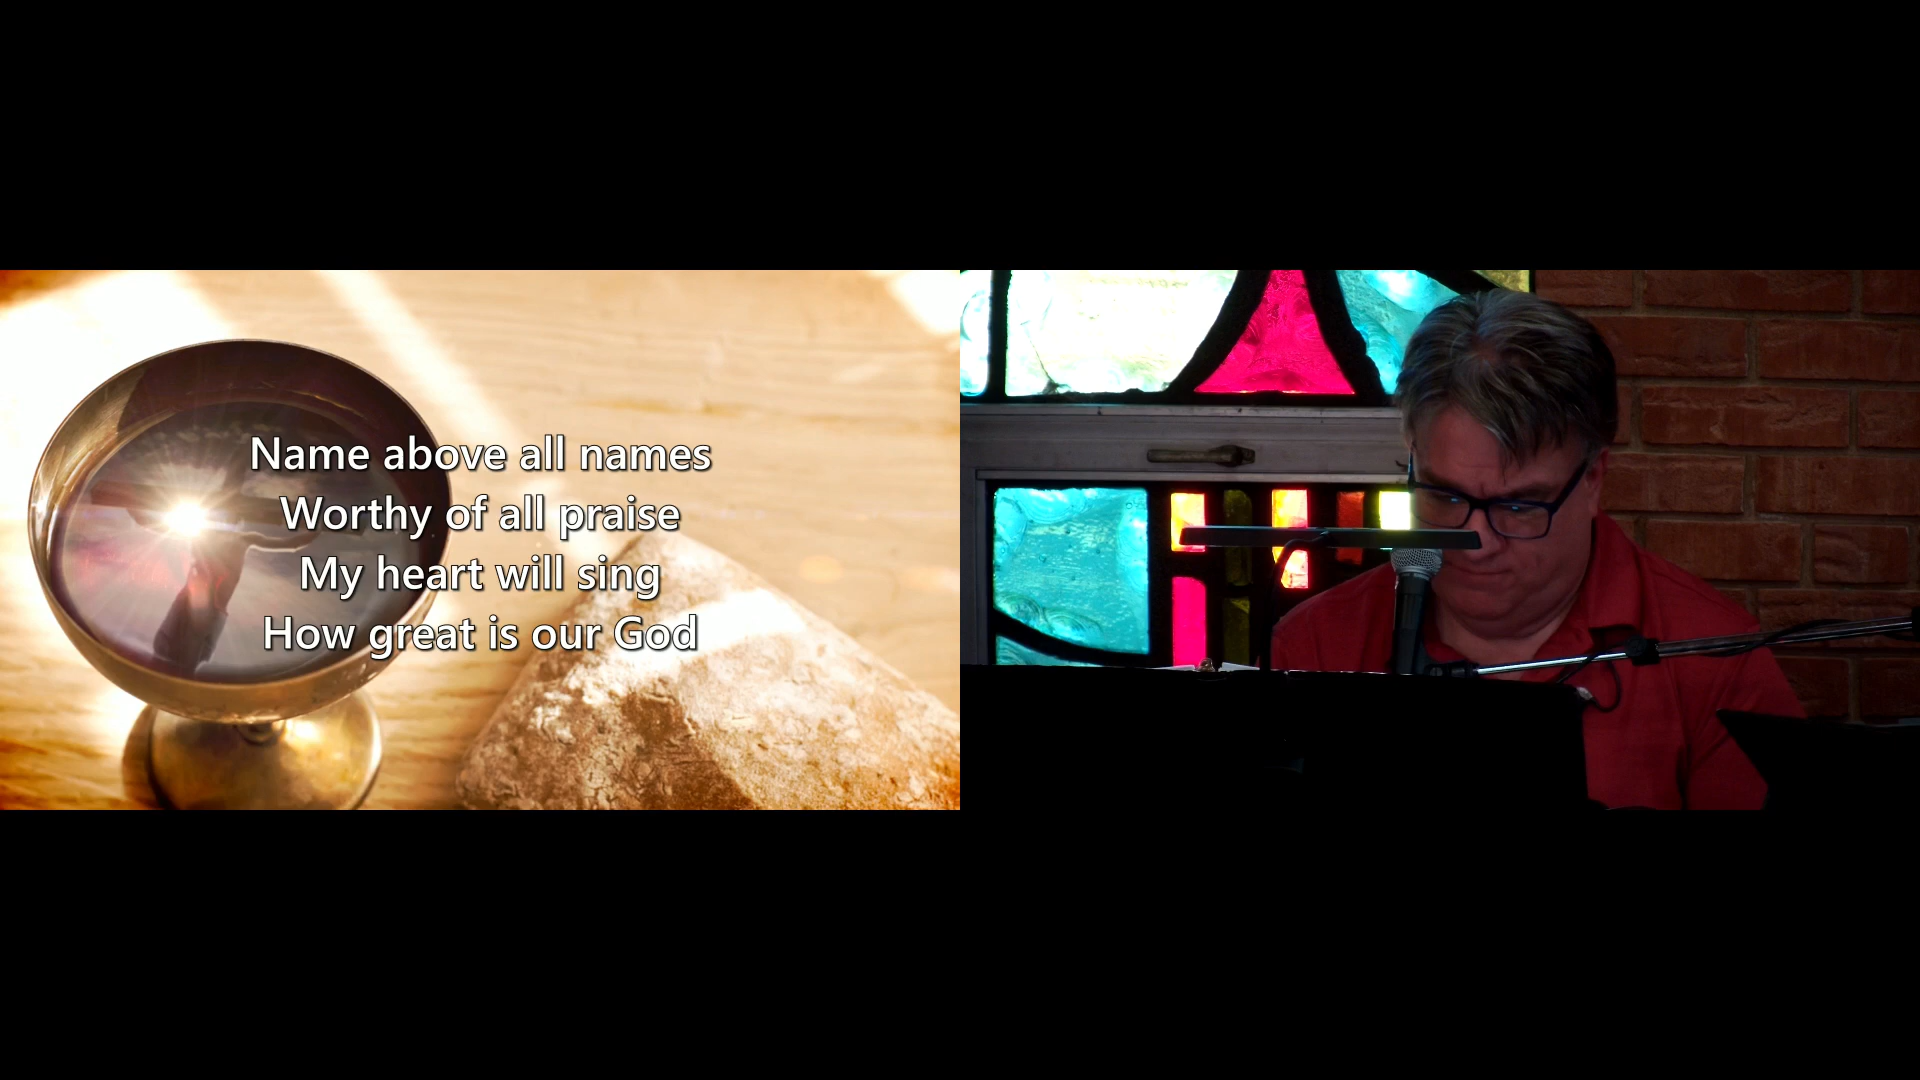 Name above all names
Worthy of all praise
My heart will sing
How great is our God